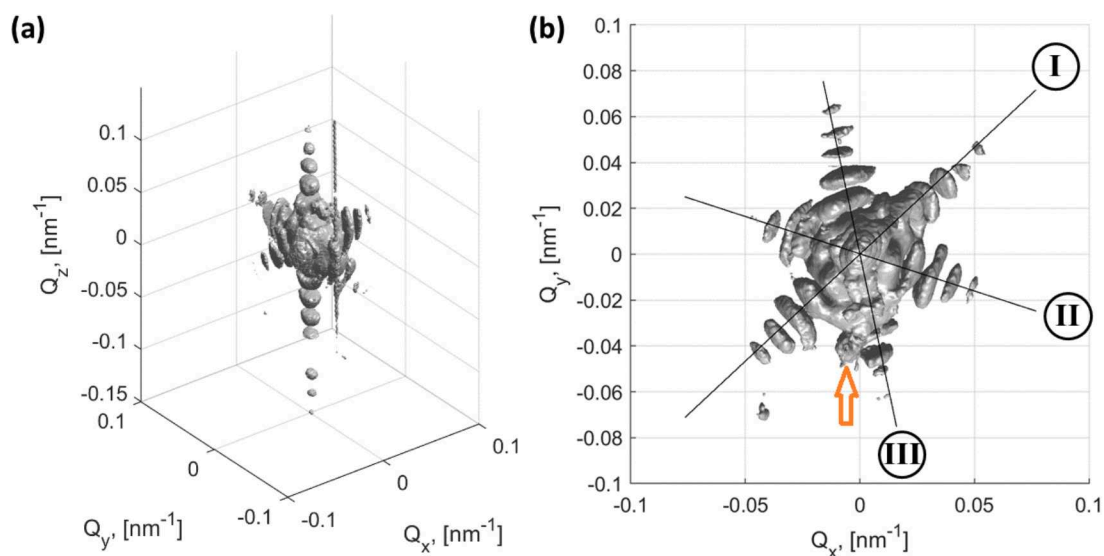 (a)
0.1
0.05
0
-0.05
-0.1
-0.15
Q_z, [nm^-1]
0.1
0
-0.1
Q_y, [nm^-1]
-0.1
0
0.1
Q_x, [nm^-1]
(b)
0.1
0.08
0.06
0.04
0.02
0
-0.02
-0.04
-0.06
-0.08
-0.1
Q_y, [nm^-1]
-0.1
-0.05
0
0.05
0.1
Q_x, [nm^-1]
I
II
III